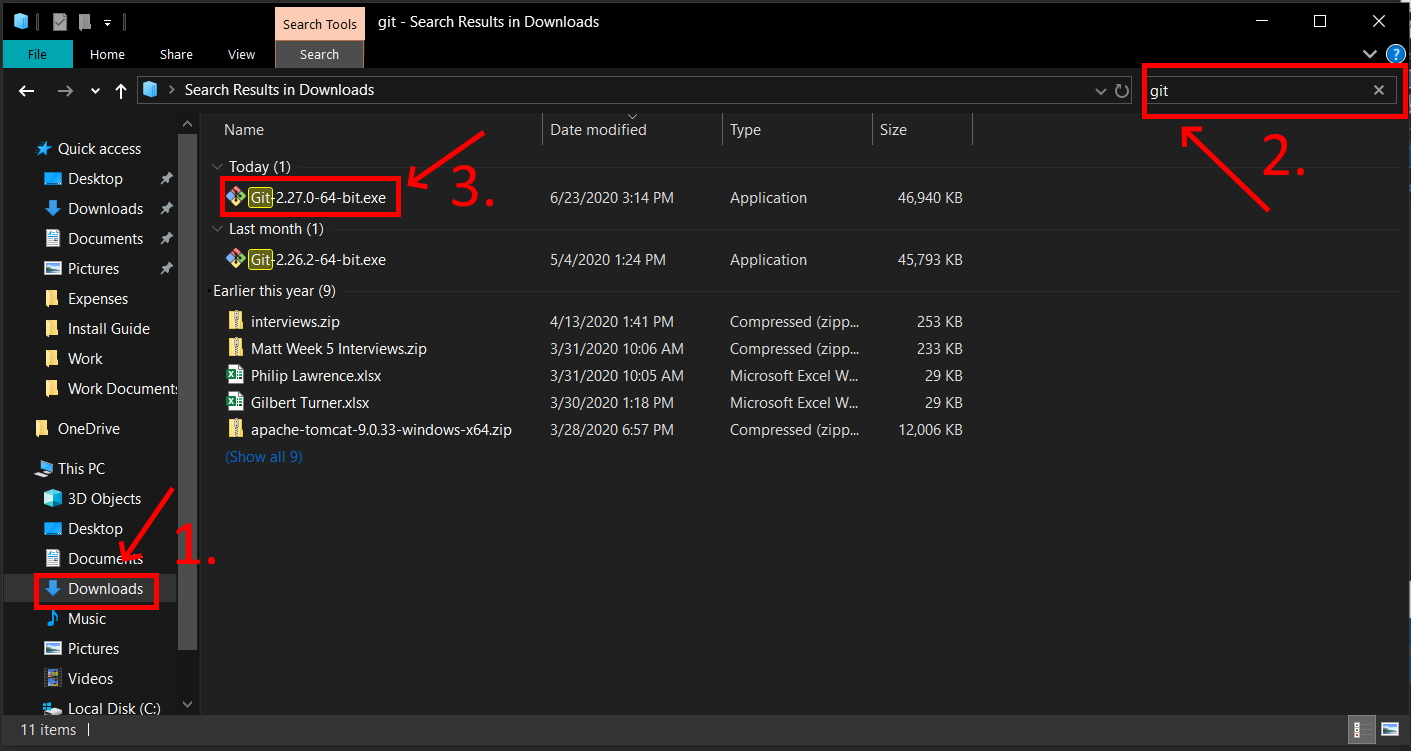 Search Tools
git - Search Results in Downloads
File Home Share View Search
?
Search Results in Downloads
git
2.
Name Date modified Type Size
Quick access
Desktop
Downloads
Documents
Pictures
Expenses
Install Guide
Work
Work Documents
OneDrive
This PC
3D Objects
Desktop
Documents
Downloads
Music
Pictures
Videos
Local Disk (C:)
1.
Today (1)
3.
Git-2.27.0-64-bit.exe 6/23/2020 3:14 PM Application 46,940 KB
Last month (1)
Git-2.26.2-64-bit.exe 5/4/2020 1:24 PM Application 45,793 KB
Earlier this year (9)
interviews.zip 4/13/2020 1:41 PM Compressed (zipp... 253 KB
Matt Week 5 Interviews.zip 3/31/2020 10:06 AM Compressed (zipp... 233 KB
Philip Lawrence.xlsx 3/31/2020 10:05 AM Microsoft Excel W... 29 KB
Gilbert Turner.xlsx 3/30/2020 1:18 PM Microsoft Excel W... 29 KB
apache-tomcat-9.0.33-windows-x64.zip 3/28/2020 6:57 PM Compressed (zipp... 12,006 KB
(Show all 9)
11 items